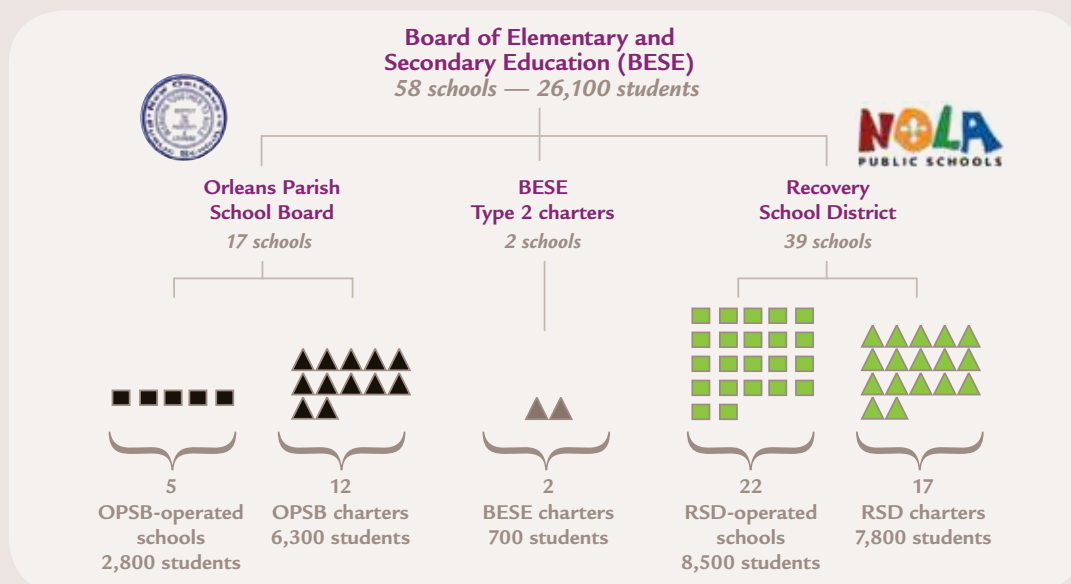 Board of Elementary and
Secondary Education (BESE)
58 schools — 26,100 students
NOLA
PUBLIC SCHOOLS
Orleans Parish
School Board
17 schools
BESE
Type 2 charters
2 schools
Recovery
School District
39 schools
5
OPSB-operated
schools
2,800 students
12
OPSB charters
6,300 students
2
BESE charters
700 students
22
RSD-operated
schools
8,500 students
17
RSD charters
7,800 students